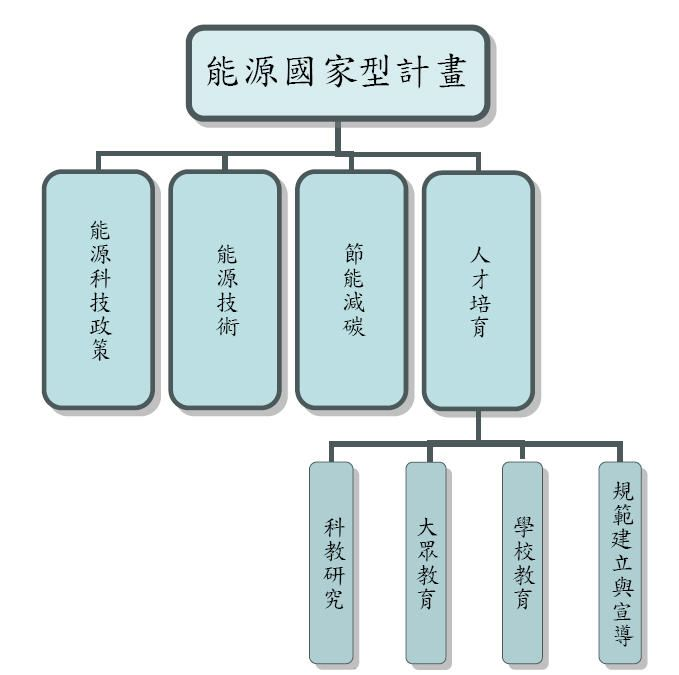 能源國家型計畫
能源科技政策
能源技術
節能減碳
人才培育
科教研究
大眾教育
學校教育
規範建立與宣導